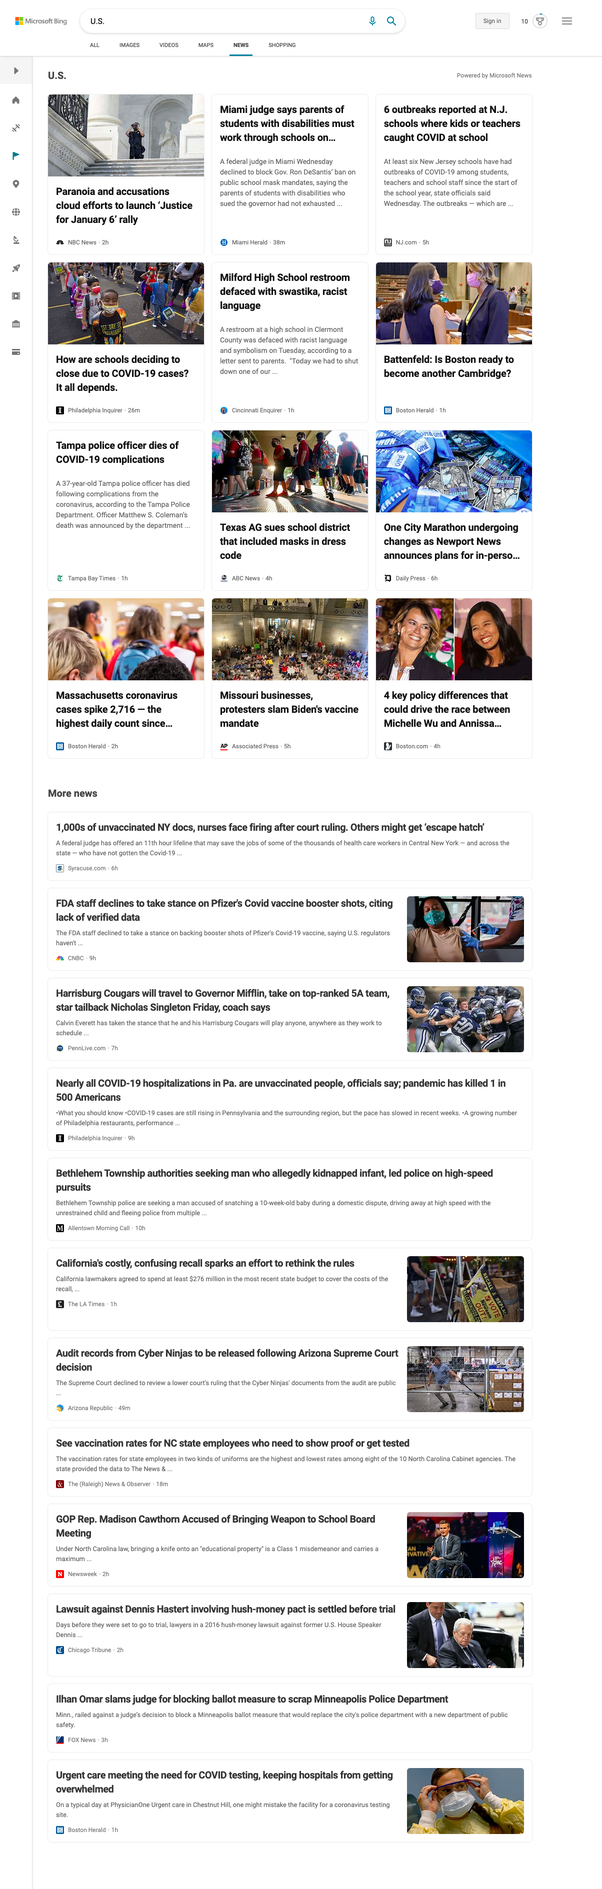 Microsoft Bing
U.S.
Sign in
10
ALL
IMAGES
VIDEOS
MAPS
NEWS
SHOPPING
U.S.
Powered by Microsoft News
Paranoia and accusations
cloud efforts to launch 'Justice
for January 6' rally
NBC News · 2h
Miami judge says parents of
students with disabilities must
work through schools on...
A federal judge in Miami Wednesday
declined to block Gov. Ron DeSantis' ban on
public school mask mandates, saying the
parents of students with disabilities who
sued the governor had not exhausted ...
Miami Herald · 38m
6 outbreaks reported at N.J.
schools where kids or teachers
caught COVID at school
At least six New Jersey schools have had
outbreaks of COVID-19 among students,
teachers and school staff since the start of
the school year, state officials said
Wednesday. The outbreaks — which are ...
NJ.com · 5h
How are schools deciding to
close due to COVID-19 cases?
It all depends.
Philadelphia Inquirer · 26m
Milford High School restroom
defaced with swastika, racist
language
A restroom at a high school in Clermont
County was defaced with racist language
and symbolism on Tuesday, according to a
letter sent to parents. "Today we had to shut
down one of our ...
Cincinnati Enquirer · 1h
Battenfeld: Is Boston ready to
become another Cambridge?
Boston Herald · 1h
Tampa police officer dies of
COVID-19 complications
A 37-year-old Tampa police officer has died
following complications from the
coronavirus, according to the Tampa Police
Department. Officer Matthew S. Coleman's
death was announced by the department ...
Tampa Bay Times · 1h
Texas AG sues school district
that included masks in dress
code
ABC News · 4h
One City Marathon undergoing
changes as Newport News
announces plans for in-perso...
Daily Press · 6h
Massachusetts coronavirus
cases spike 2,716 — the
highest daily count since...
Boston Herald · 2h
Missouri businesses,
protesters slam Biden's vaccine
mandate
AP
Associated Press · 5h
4 key policy differences that
could drive the race between
Michelle Wu and Annissa...
Boston.com · 4h
More news
1,000s of unvaccinated NY docs, nurses face firing after court ruling. Others might get 'escape hatch'
A federal judge has offered an 11th hour lifeline that may save the jobs of some of the thousands of health care workers in Central New York — and across the
state — who have not gotten the Covid-19 ...
Syracuse.com · 6h
FDA staff declines to take stance on Pfizer's Covid vaccine booster shots, citing
lack of verified data
The FDA staff declined to take a stance on backing booster shots of Pfizer's Covid-19 vaccine, saying U.S. regulators
haven't ...
CNBC · 9h
Harrisburg Cougars will travel to Governor Mifflin, take on top-ranked 5A team,
star tailback Nicholas Singleton Friday, coach says
Calvin Everett has taken the stance that he and his Harrisburg Cougars will play anyone, anywhere as they work to
schedule ...
PennLive.com · 7h
Nearly all COVID-19 hospitalizations in Pa. are unvaccinated people, officials say; pandemic has killed 1 in
500 Americans
•What you should know •COVID-19 cases are still rising in Pennsylvania and the surrounding region, but the pace has slowed in recent weeks. •A growing number
of Philadelphia restaurants, performance ...
Philadelphia Inquirer · 9h
Bethlehem Township authorities seeking man who allegedly kidnapped infant, led police on high-speed
pursuits
Bethlehem Township police are seeking a man accused of snatching a 10-week-old baby during a domestic dispute, driving away at high speed with the
unrestrained child and fleeing police from multiple ...
Allentown Morning Call · 10h
California's costly, confusing recall sparks an effort to rethink the rules
California lawmakers agreed to spend at least $276 million in the most recent state budget to cover the costs of the
recall, ...
The LA Times · 1h
Audit records from Cyber Ninjas to be released following Arizona Supreme Court
decision
The Supreme Court declined to review a lower court's ruling that the Cyber Ninjas' documents from the audit are public
...
Arizona Republic · 49m
See vaccination rates for NC state employees who need to show proof or get tested
The vaccination rates for state employees in two kinds of uniforms are the highest and lowest rates among eight of the 10 North Carolina Cabinet agencies. The
state provided the data to The News & ...
The (Raleigh) News & Observer · 18m
GOP Rep. Madison Cawthorn Accused of Bringing Weapon to School Board
Meeting
Under North Carolina law, bringing a knife onto an "educational property" is a Class 1 misdemeanor and carries a
maximum ...
Newsweek · 2h
Lawsuit against Dennis Hastert involving hush-money pact is settled before trial
Days before they were set to go to trial, lawyers in a 2016 hush-money lawsuit against former U.S. House Speaker
Dennis ...
Chicago Tribune · 2h
Ilhan Omar slams judge for blocking ballot measure to scrap Minneapolis Police Department
Minn., railed against a judge's decision to block a Minneapolis ballot measure that would replace the city's police department with a new department of public
safety.
FOX News · 3h
Urgent care meeting the need for COVID testing, keeping hospitals from getting
overwhelmed
On a typical day at PhysicianOne Urgent care in Chestnut Hill, one might mistake the facility for a coronavirus testing
site.
Boston Herald · 1h